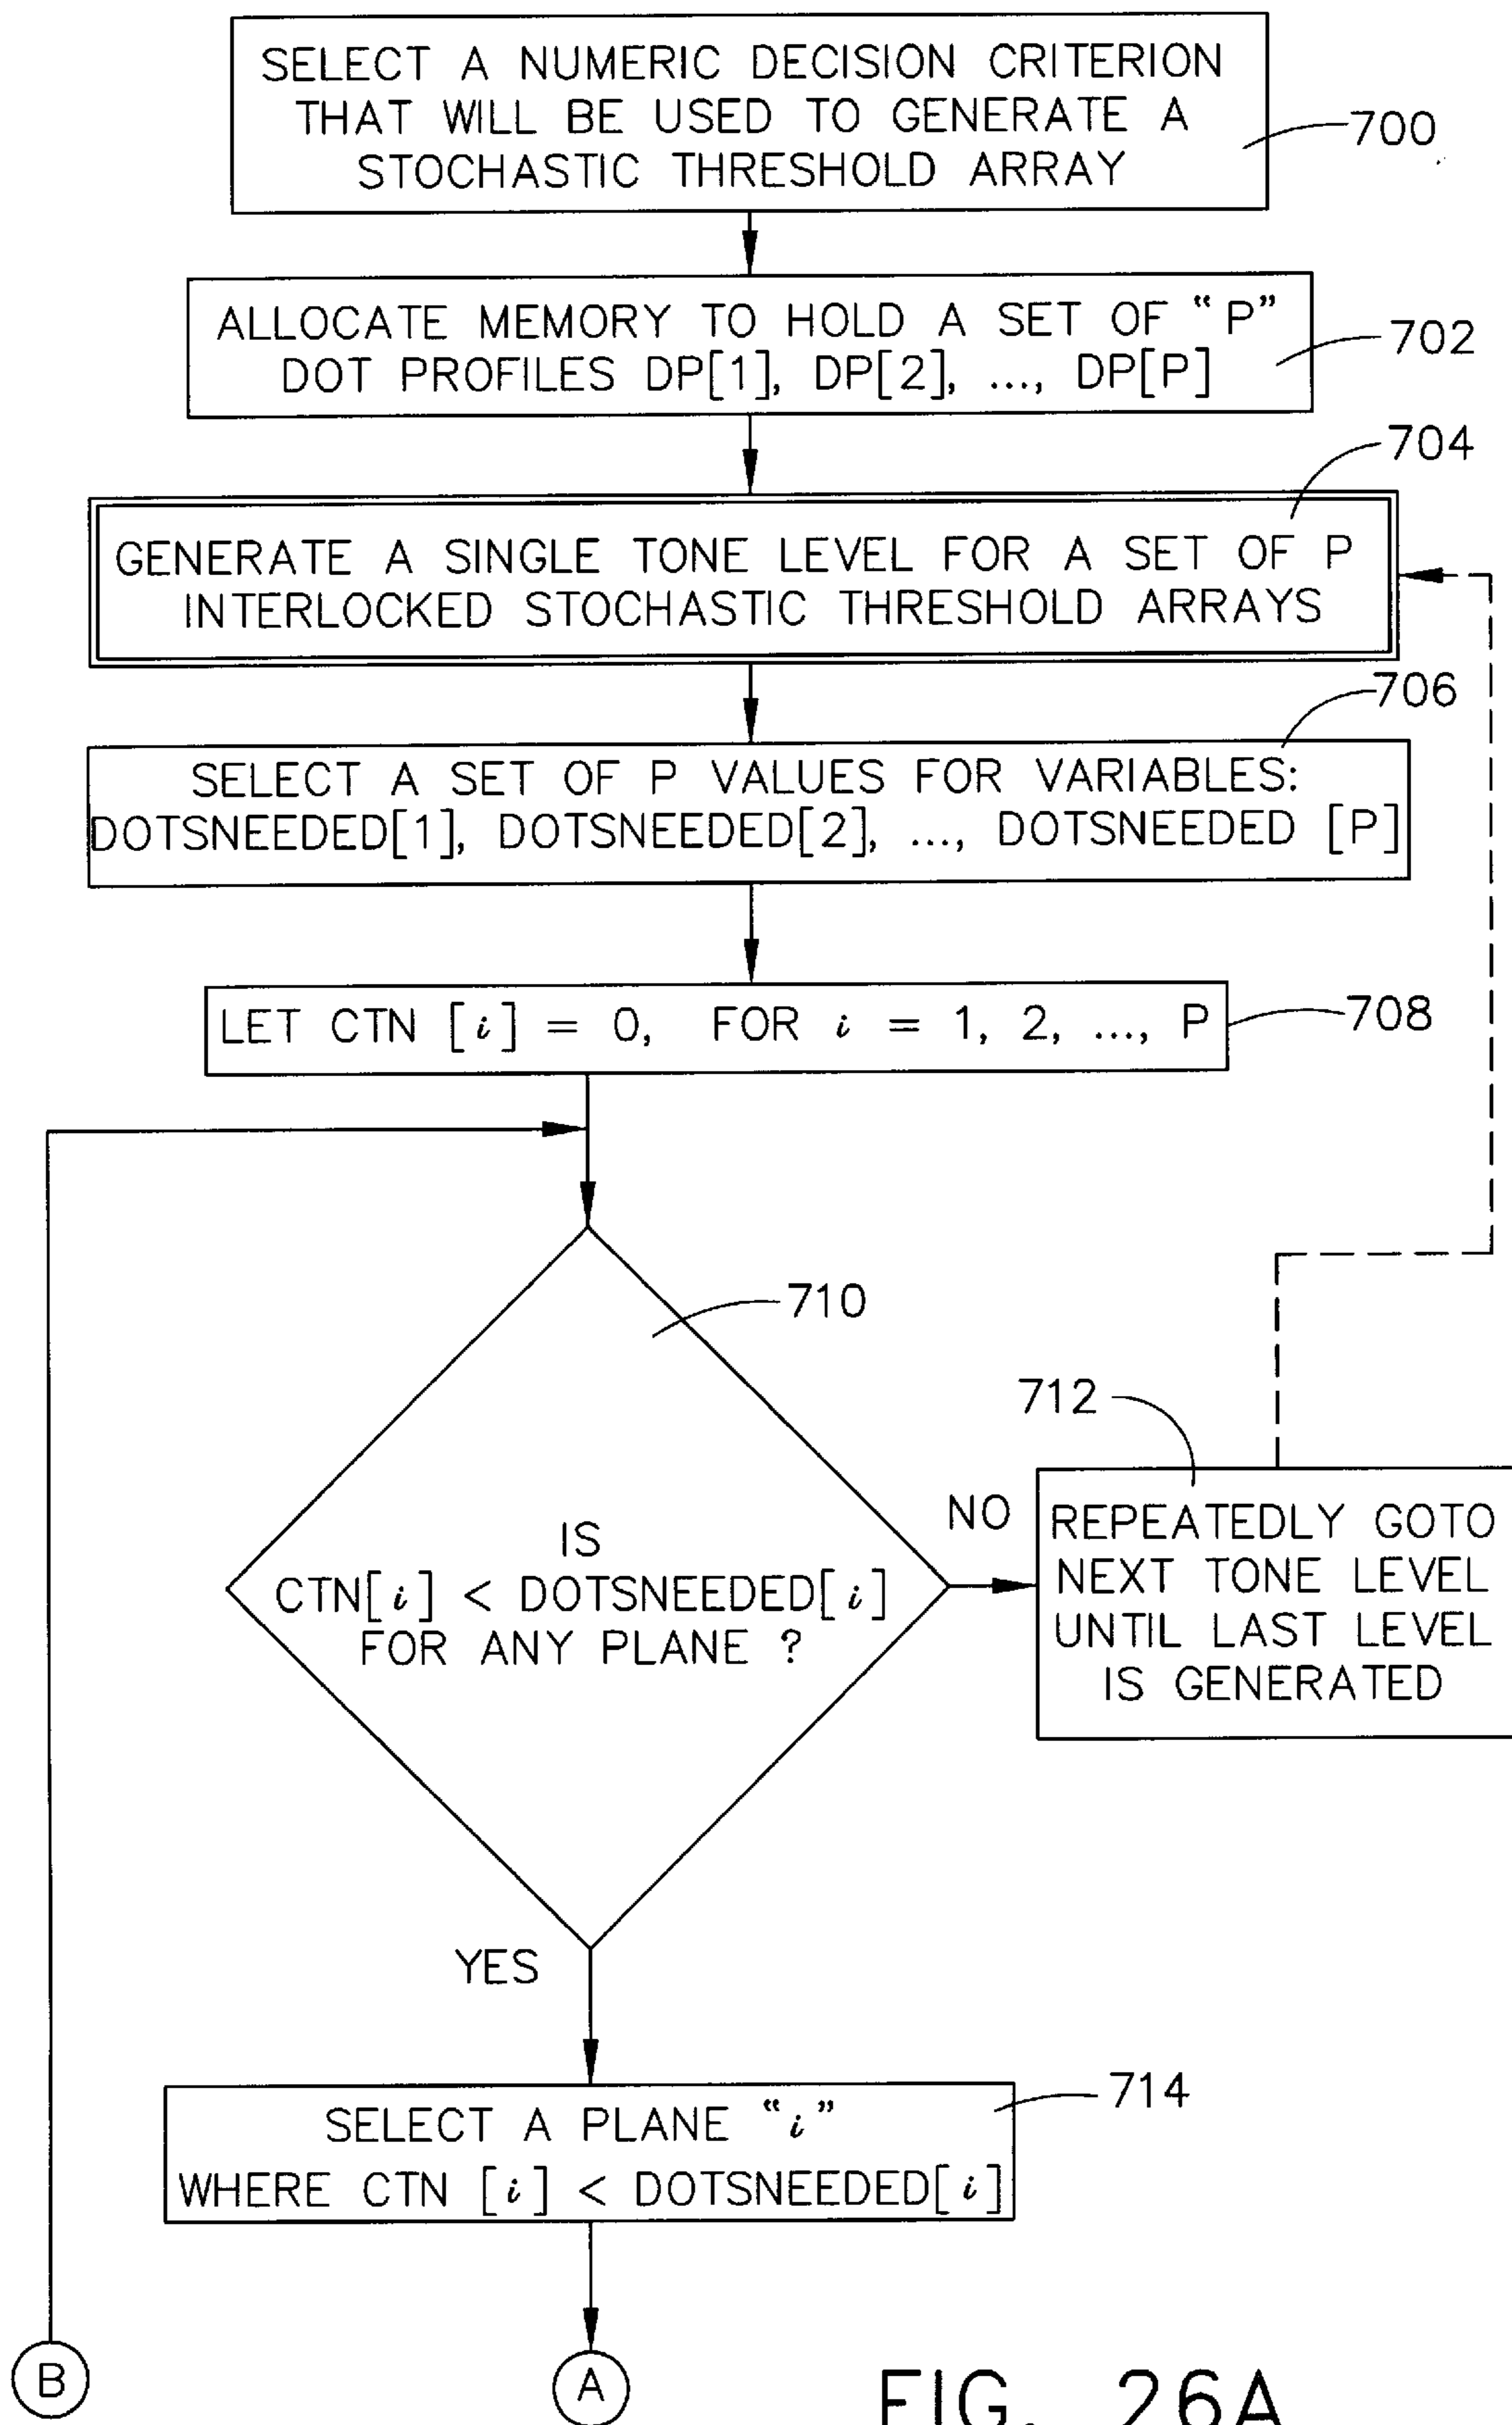 SELECT A NUMERIC DECISION CRITERION
THAT WILL BE USED TO GENERATE A
STOCHASTIC THRESHOLD ARRAY
700
ALLOCATE MEMORY TO HOLD A SET OF “P”
DOT PROFILES DP[1], DP[2], ..., DP[P]
702
704
GENERATE A SINGLE TONE LEVEL FOR A SET OF P
INTERLOCKED STOCHASTIC THRESHOLD ARRAYS
706
SELECT A SET OF P VALUES FOR VARIABLES:
DOTSNEEDED[1], DOTSNEEDED[2], ..., DOTSNEEDED [P]
LET CTN [i] = 0, FOR i = 1, 2, ..., P
708
710
IS
CTN[i] < DOTSNEEDED[i]
FOR ANY PLANE ?
712
NO
REPEATEDLY GOTO
NEXT TONE LEVEL
UNTIL LAST LEVEL
IS GENERATED
YES
714
SELECT A PLANE “i”
WHERE CTN [i] < DOTSNEEDED[i]
B
A
FIG. 26A